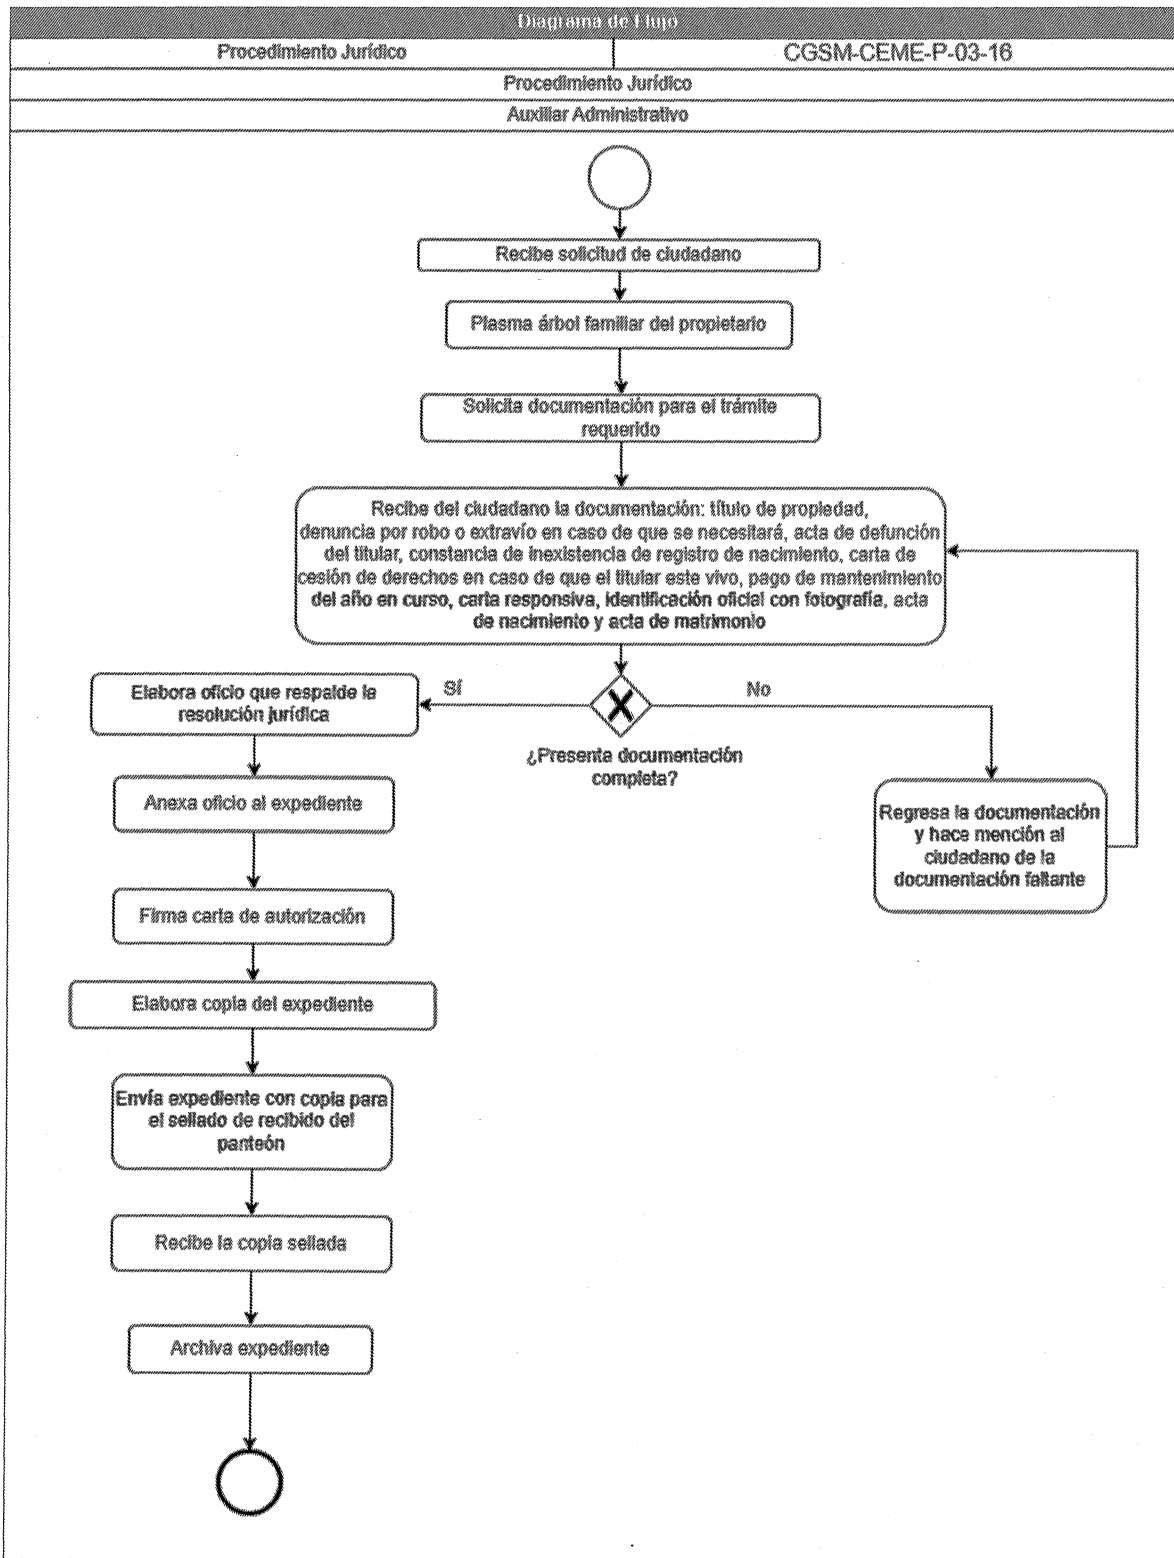 Diagrama de Flujo
Procedimiento Jurídico
CGSM-CEME-P-03-16
Procedimiento Jurídico
Auxiliar Administrativo
Recibe solicitud de ciudadano
Plasma árbol familiar del propietario
Solicita documentación para el trámite
requerido
Recibe del ciudadano la documentación: título de propiedad,
denuncia por robo o extravío en caso de que se necesitará, acta de defunción
del titular, constancia de inexistencia de registro de nacimiento, carta de
cesión de derechos en caso de que el titular este vivo, pago de mantenimiento
del año en curso, carta responsiva, identificación oficial con fotografía, acta
de nacimiento y acta de matrimonio
Sí
No
¿Presenta documentación
completa?
Elabora oficio que respalde la
resolución jurídica
Regresa la documentación
y hace mención al
ciudadano de la
documentación faltante
Anexa oficio al expediente
Firma carta de autorización
Elabora copia del expediente
Envía expediente con copia para
el sellado de recibido del
panteón
Recibe la copia sellada
Archiva expediente